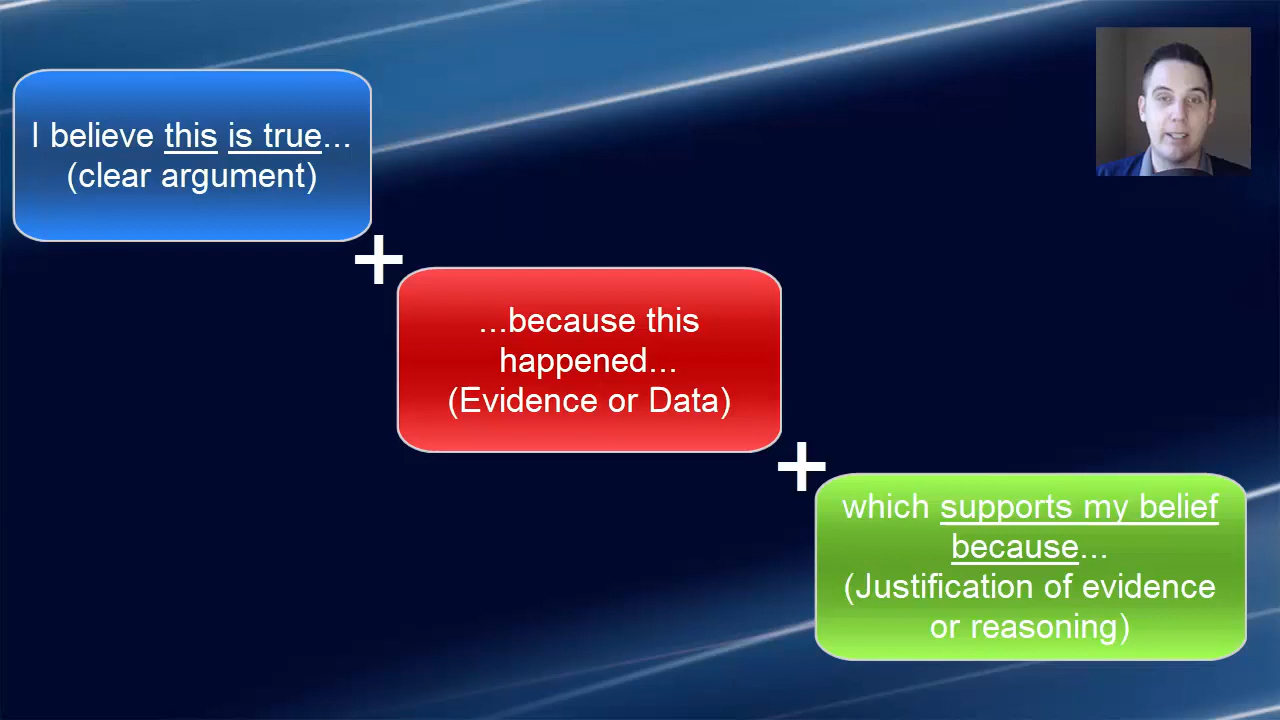 I believe this is true...
(clear argument)
+
...because this
happened...
(Evidence or Data)
+
which supports my belief
because...
(Justification of evidence
or reasoning)